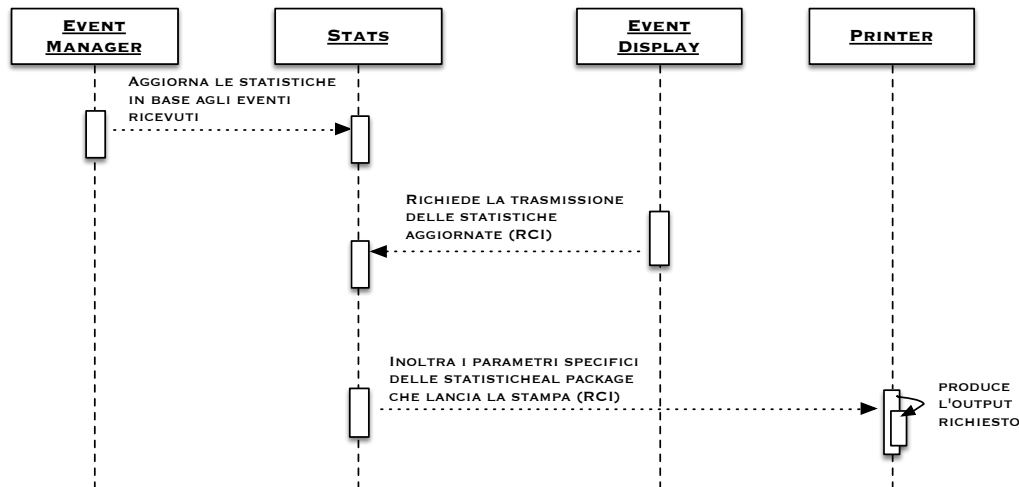 EVENT
MANAGER
STATS
EVENT
DISPLAY
PRINTER
AGGIORNA LE STATISTICHE
IN BASE AGLI EVENTI
RICEVUTI
RICHIEDE LA TRASMISSIONE
DELLE STATISTICHE
AGGIORNATE (RCI)
INOLTRA I PARAMETRI SPECIFICI
DELLE STATISTICHEAL PACKAGE
CHE LANCIA LA STAMPA (RCI)
PRODUCE
L'OUTPUT
RICHIESTO